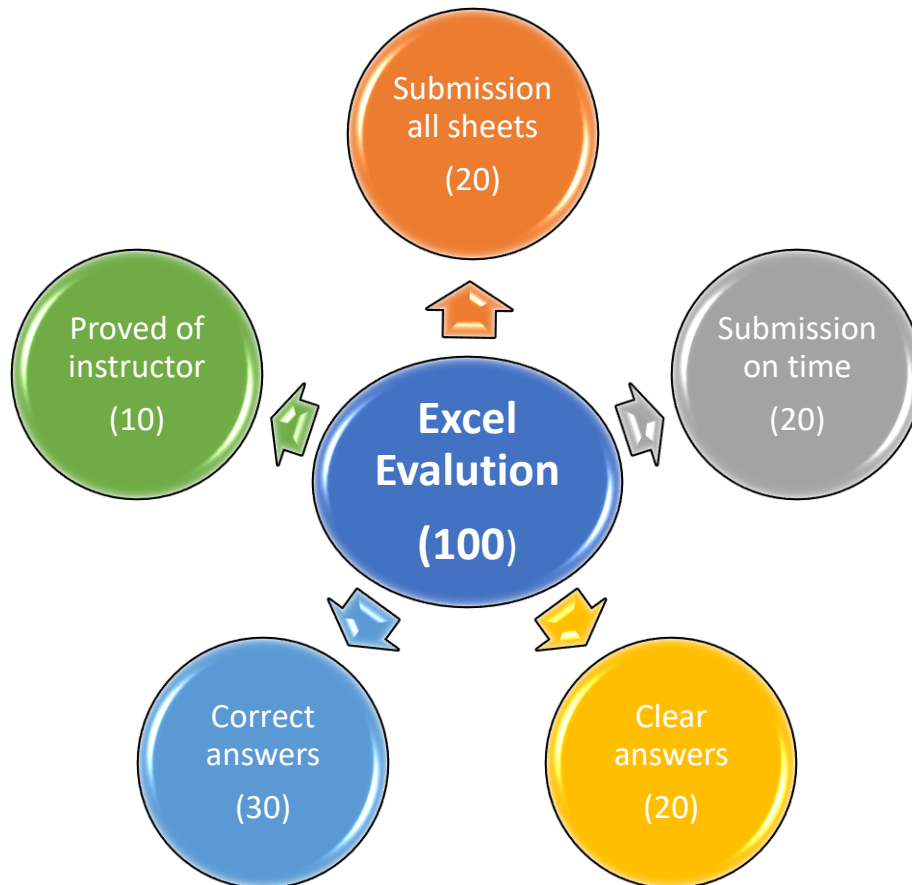 Submission
all sheets
(20)
Proved of
instructor
(10)
Submission
on time
(20)
Excel
Evalution
(100)
Correct
answers
(30)
Clear
answers
(20)